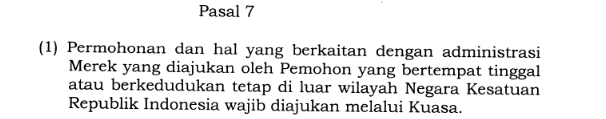 Pasal 7
(1) Permohonan dan hal yang berkaitan dengan administrasi
Merek yang diajukan oleh Pemohon yang bertempat tinggal
atau berkedudukan tetap di luar wilayah Negara Kesatuan
Republik Indonesia wajib diajukan melalui Kuasa.